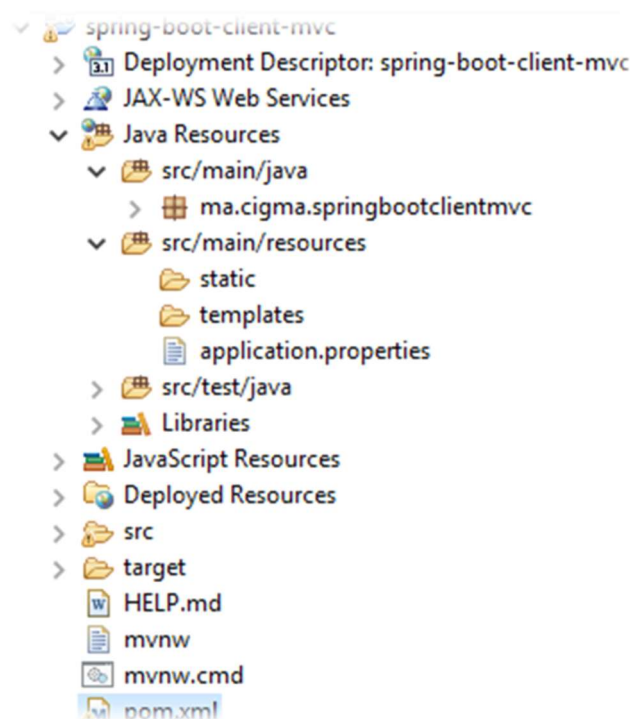 spring-boot-client-mvc
3.1 Deployment Descriptor: spring-boot-client-mvc
JAX-WS Web Services
Java Resources
src/main/java
ma.cigma.springbootclientmvc
src/main/resources
static
templates
application.properties
src/test/java
Libraries
JavaScript Resources
Deployed Resources
src
target
W HELP.md
mvnw
mvnw.cmd
M pom.xml